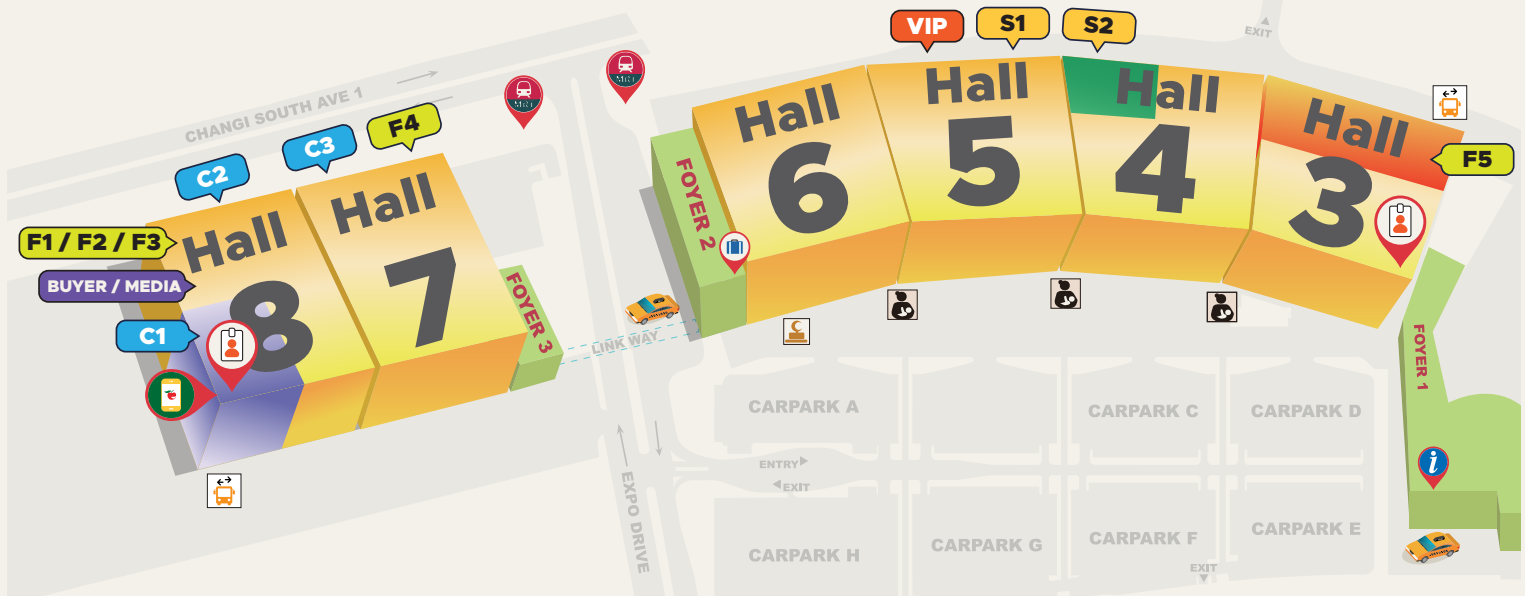 VIP
S1
S2
EXIT
MRT
MRT
CHANGI SOUTH AVE 1
F4
C3
C2
F1 / F2 / F3
BUYER / MEDIA
C1
Hall
8
Hall
7
FOYER 3
FOYER 2
Hall
6
Hall
5
Hall
4
Hall
3
F5
FOYER 1
LINK WAY
EXPO DRIVE
CARPARK A
CARPARK C
CARPARK D
ENTRY
EXIT
CARPARK H
CARPARK G
CARPARK F
CARPARK E
EXIT
i